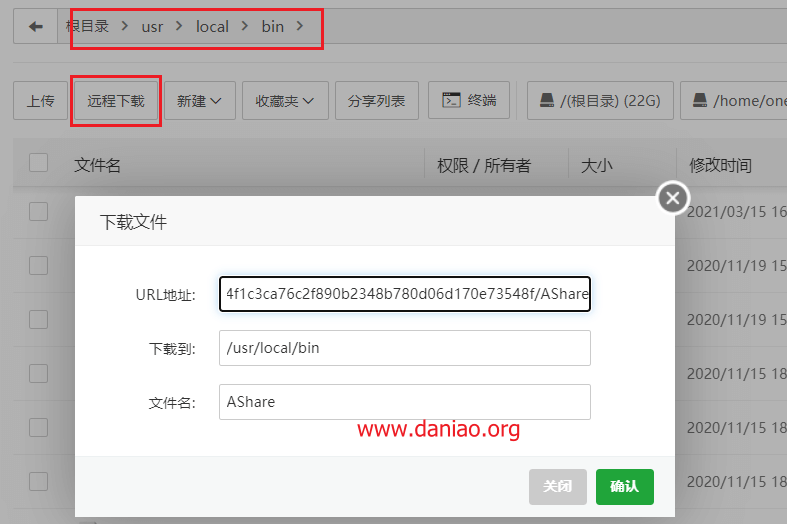 根目录 usr local bin
上传 远程下载 新建 收藏夹 分享列表 终端 /(根目录) (22G) /home/one
文件名 权限 / 所有者 大小 修改时间
2021/03/15 16
下载文件
2020/11/19 15
URL地址: 4f1c3ca76c2f890b2348b780d06d170e73548f/AShare
2020/11/19 15
下载到: /usr/local/bin
2020/11/15 18
文件名: AShare
www.daniao.org
2020/11/15 18
2020/11/15 18
关闭 确认